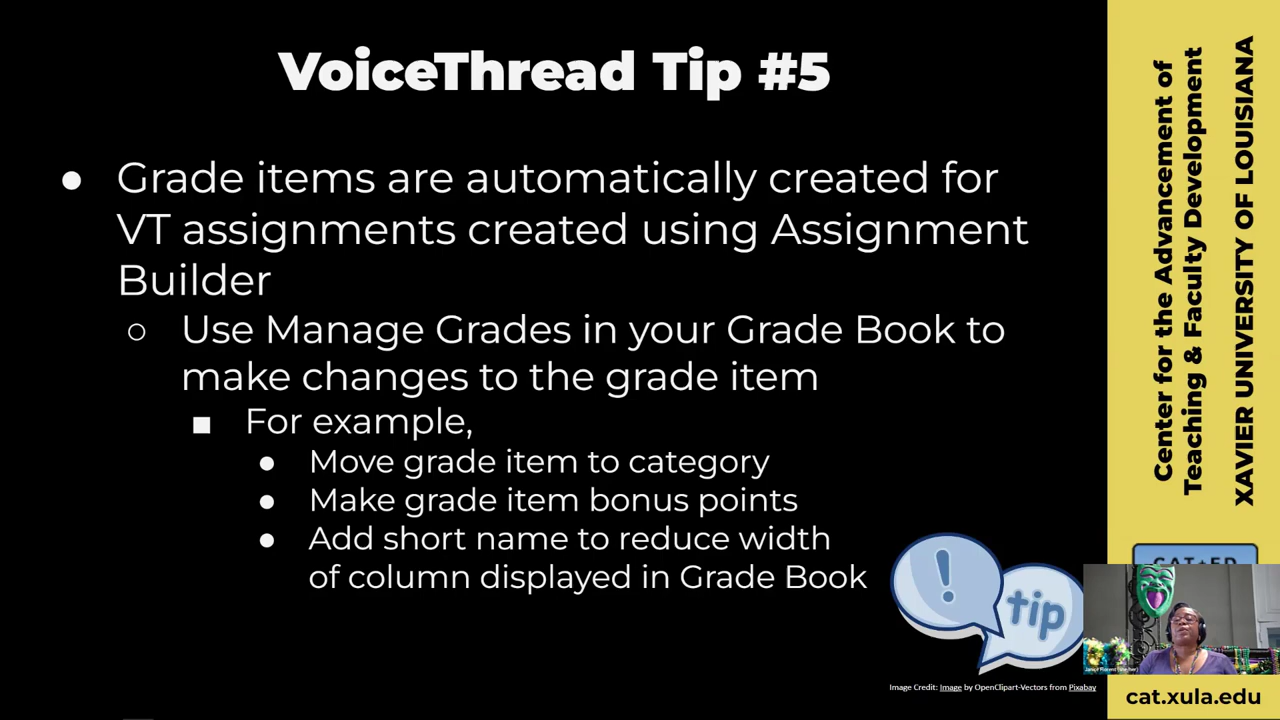 VoiceThread Tip #5
● Grade items are automatically created for
VT assignments created using Assignment
Builder
○ Use Manage Grades in your Grade Book to
make changes to the grade item
■ For example,
● Move grade item to category
● Make grade item bonus points
● Add short name to reduce width
of column displayed in Grade Book
!
tip
Image Credit: Image by OpenClipart-Vectors from Pixabay
Center for the Advancement of
Teaching & Faculty Development
XAVIER UNIVERSITY OF LOUISIANA
CAT+ED
cat.xula.edu